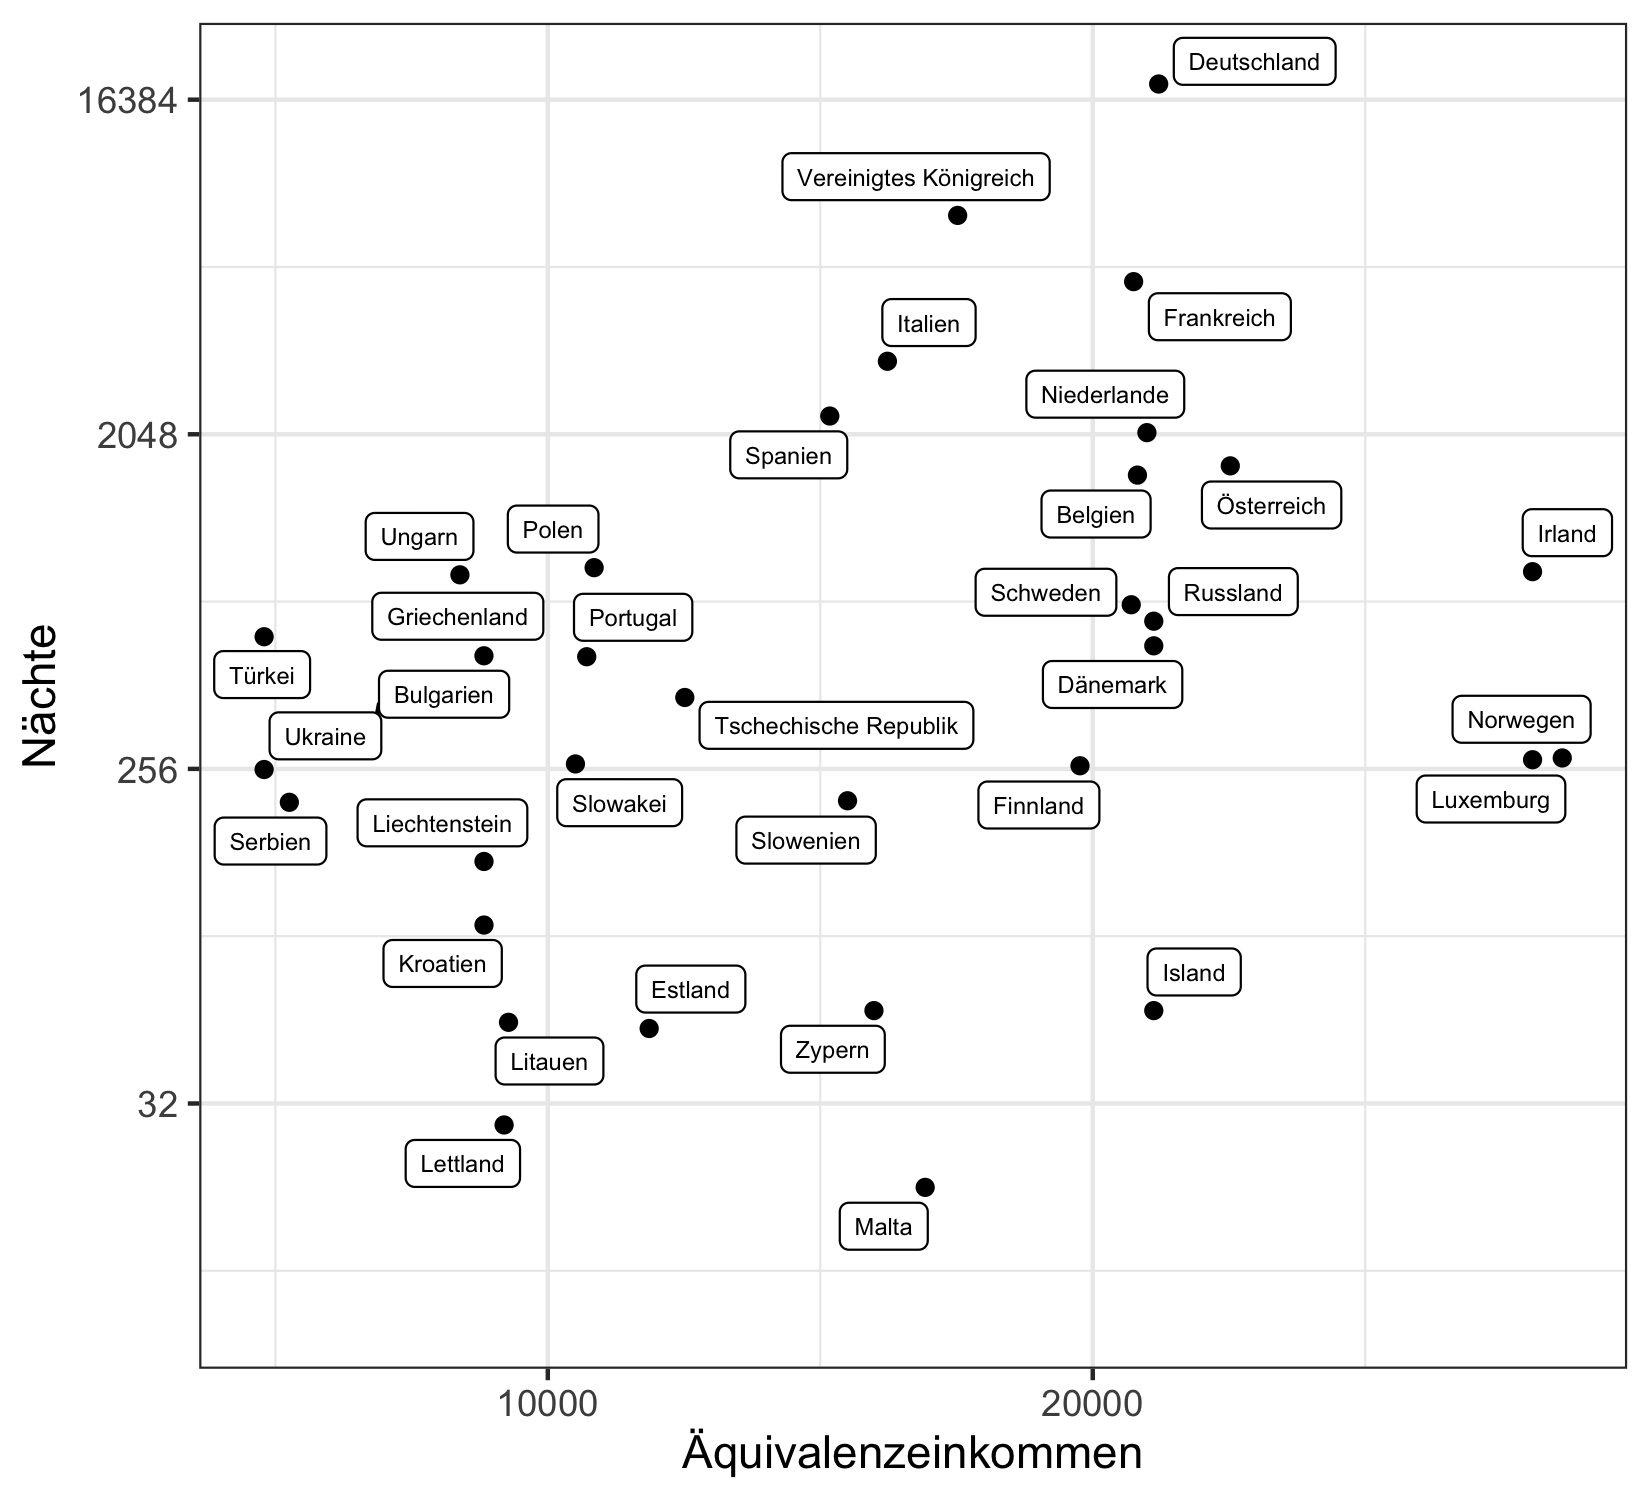 Deutschland
16384
Vereinigtes Königreich
Frankreich
Italien
Niederlande
2048
Spanien
Österreich
Belgien
Polen
Irland
Ungarn
Schweden
Russland
Griechenland
Portugal
Türkei
Dänemark
Bulgarien
Norwegen
Tschechische Republik
Ukraine
256
Luxemburg
Slowakei
Finnland
Liechtenstein
Slowenien
Serbien
Kroatien
Island
Estland
Zypern
Litauen
32
Lettland
Malta
Nächte
10000
20000
Äquivalenzeinkommen